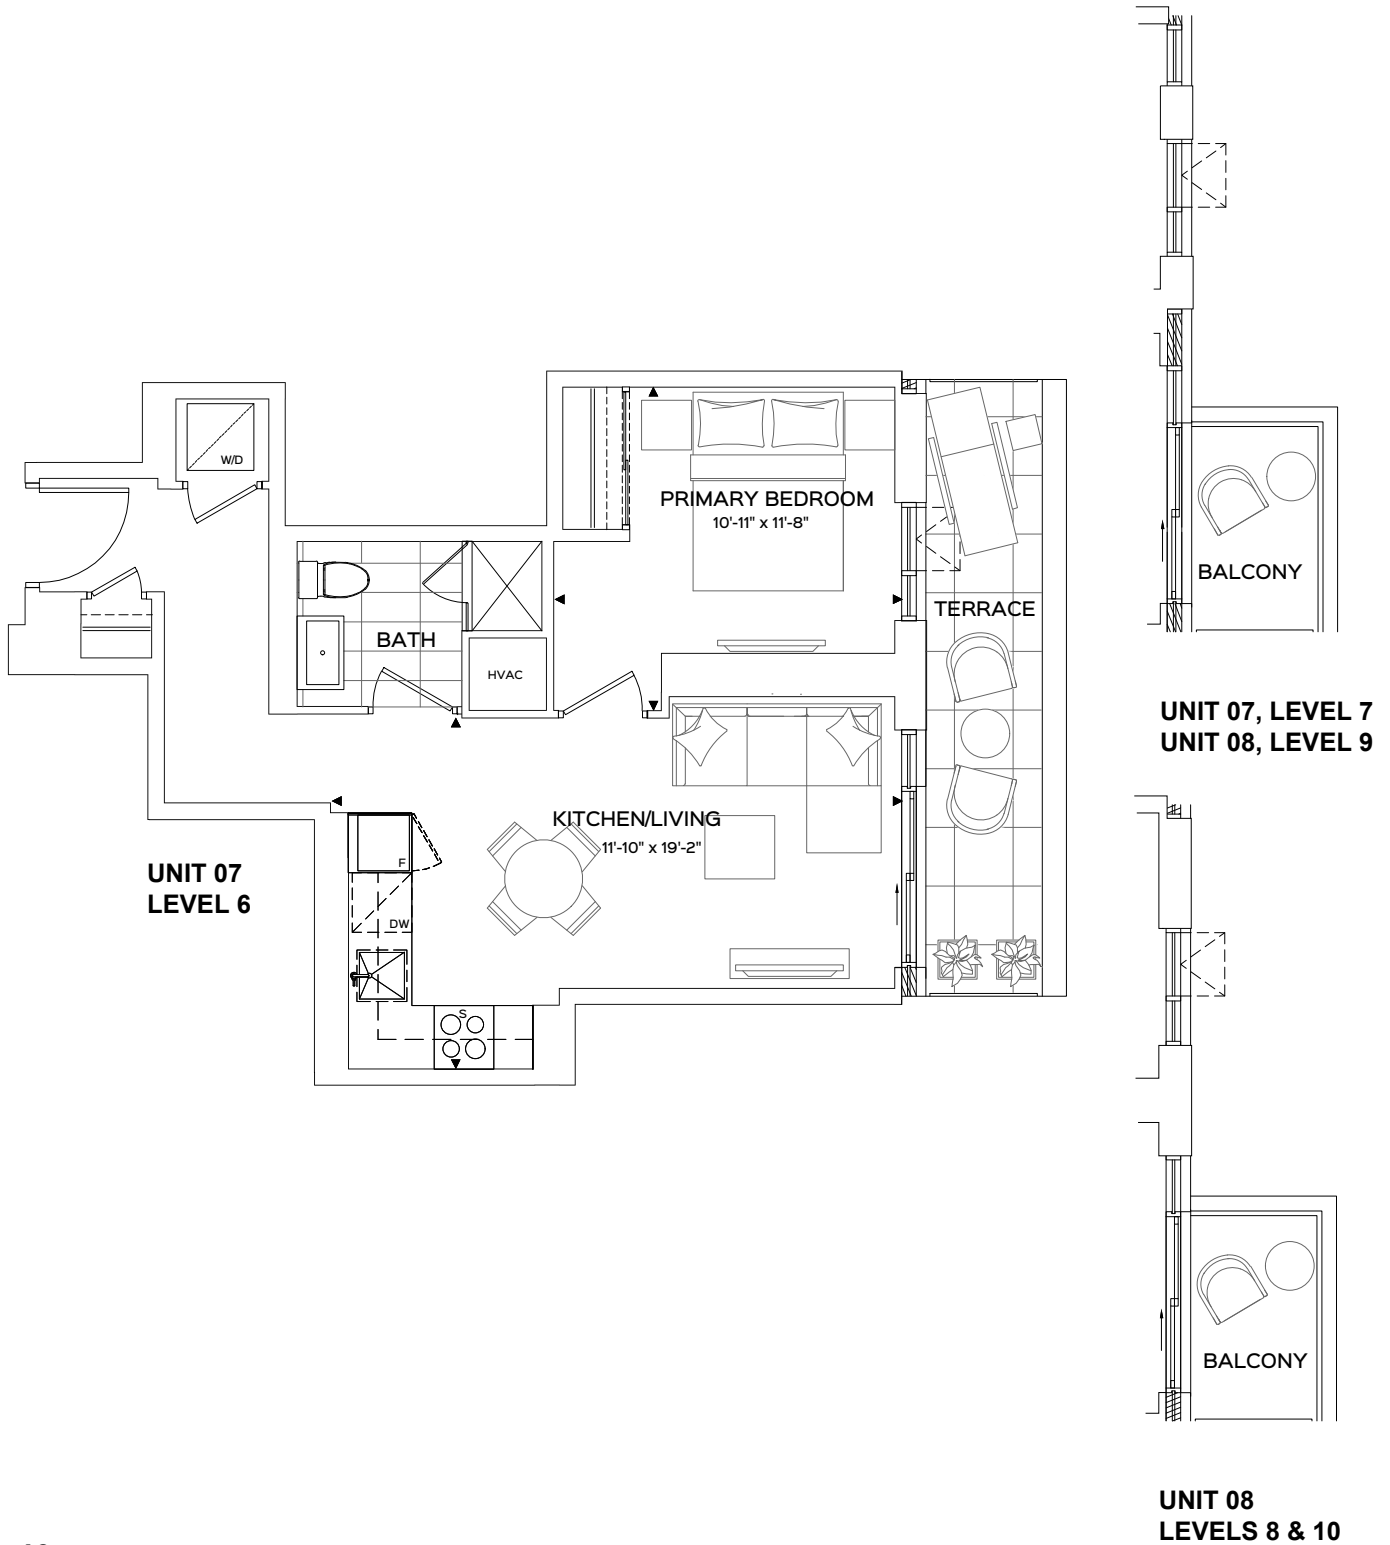 W/D
PRIMARY BEDROOM
10'-11" x 11'-8"
BATH
HVAC
TERRACE
KITCHEN/LIVING
11'-10" x 19'-2"
F
DW
S
UNIT 07
LEVEL 6
BALCONY
UNIT 07, LEVEL 7
UNIT 08, LEVEL 9
BALCONY
UNIT 08
LEVELS 8 & 10